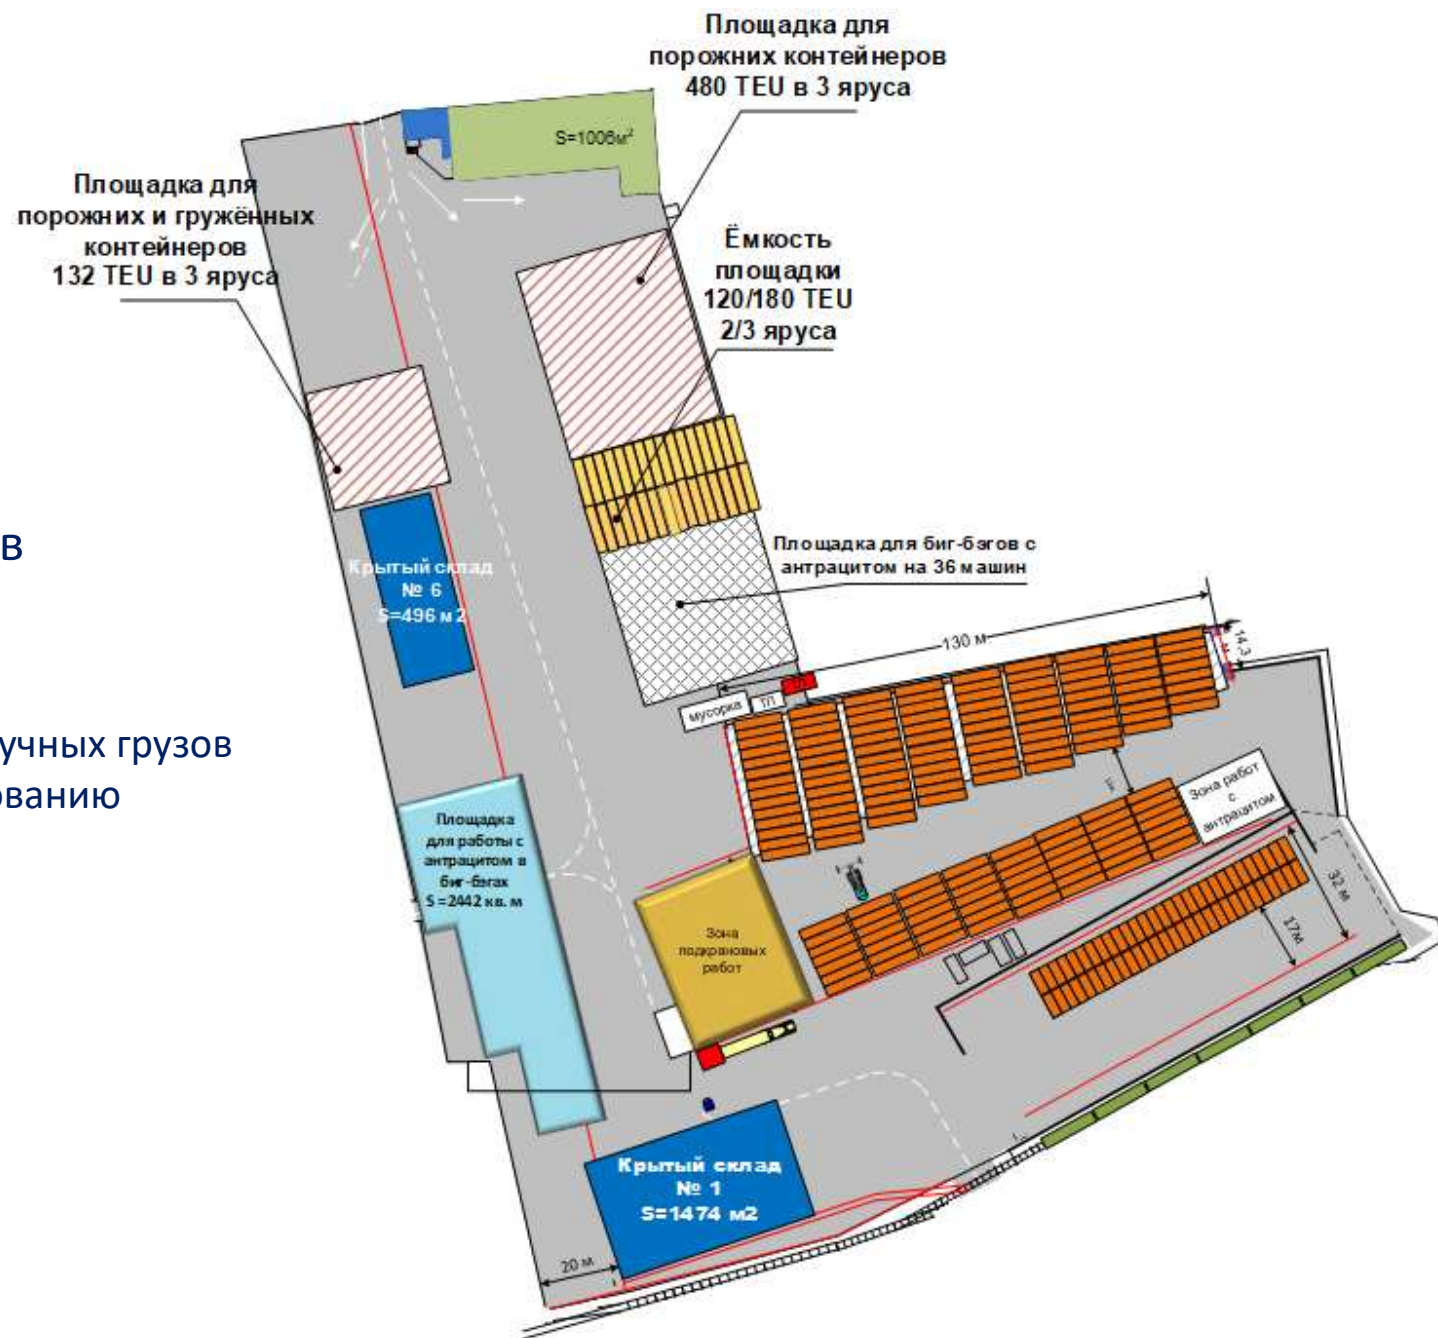 Площадка для
порожних контейнеров
480 TEU в 3 яруса
S=1006м²
Площадка для
порожних и гружённых
контейнеров
132 TEU в 3 яруса
Ёмкость
площадки
120/180 TEU
2/3 яруса
в
Площадка для биг-бэгов с
антрацитом на 36 машин
Крытый склад
№ 6
S=496 м 2
130 м
14,3
м
мусорка
ТП
учных грузов
ованию
Зона работ
с
антрацитом
Площадка
для работы с
антрацитом в
биг-бэгах
S =2442 кв. м
Зона
подкрановых
работ
32 м
17м
Крытый склад
№ 1
S=1474 м2
20 м